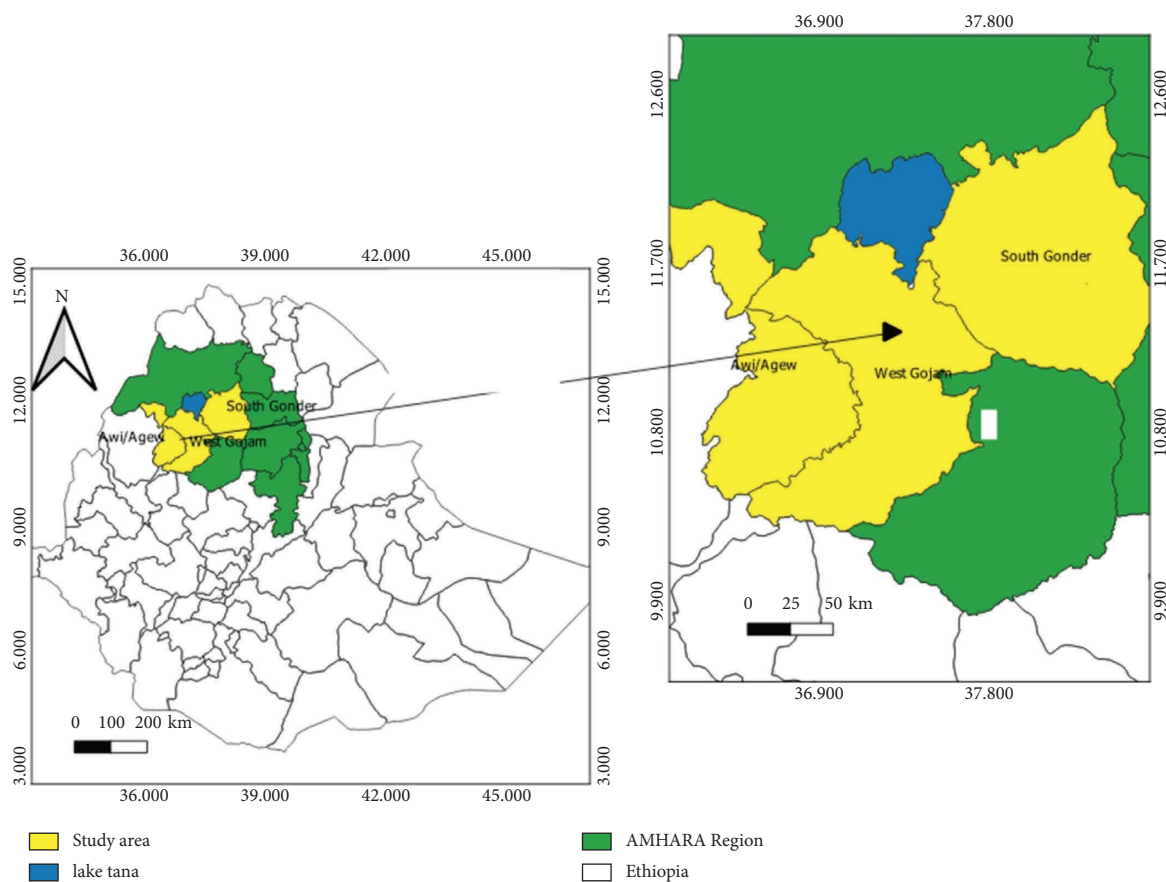 36.900 37.800
12.600 12.600
11.700 11.700
10.800 10.800
9.900 9.900
South Gonder
Awi/Agew
West Gojam
0 25 50 km
36.900 37.800
36.000 39.000 42.000 45.000
15.000 15.000
12.000 12.000
9.000 9.000
6.000 6.000
3.000 3.000
N
South Gonder
Awi/Agew
West Gojam
0 100 200 km
36.000 39.000 42.000 45.000
Study area
lake tana
AMHARA Region
Ethiopia